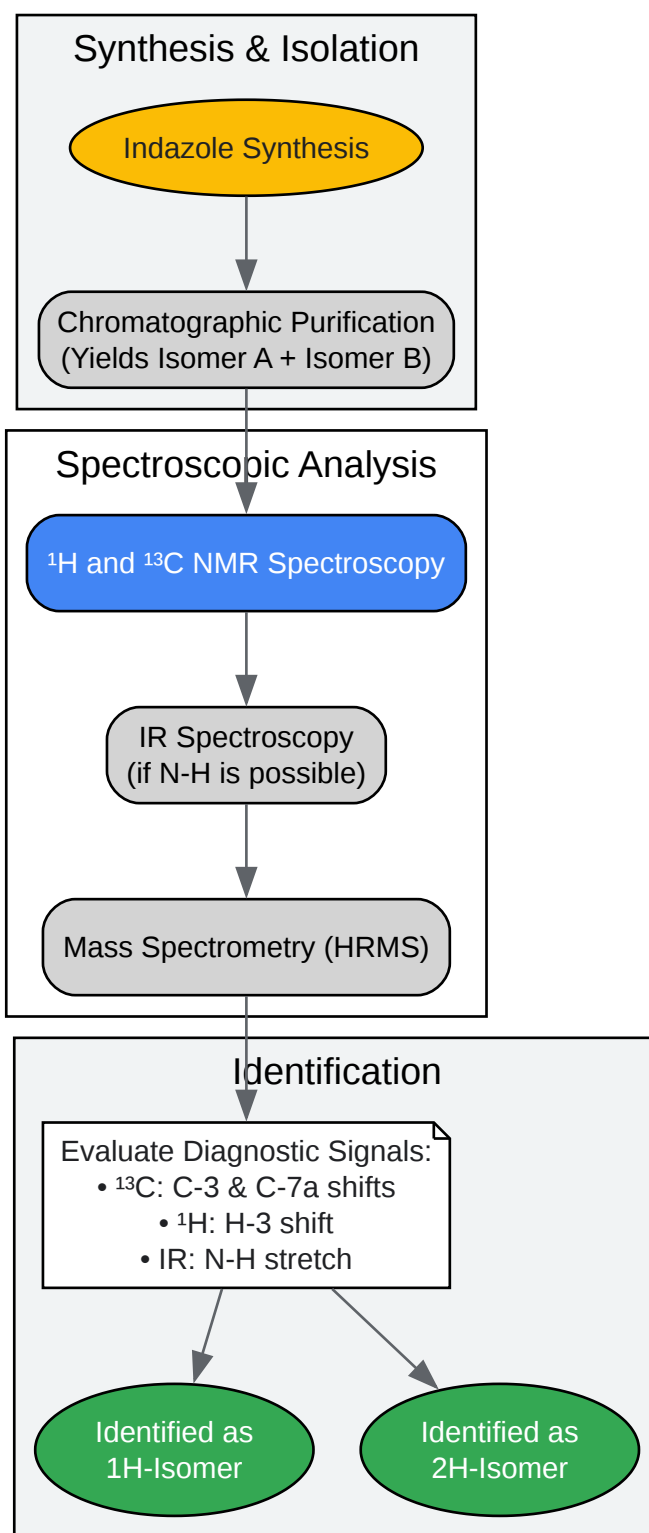 Synthesis & Isolation
Indazole Synthesis
Chromatographic Purification
(Yields Isomer A + Isomer B)
Spectroscopic Analysis
¹H and ¹³C NMR Spectroscopy
IR Spectroscopy
(if N-H is possible)
Mass Spectrometry (HRMS)
Identification
Evaluate Diagnostic Signals:
• ¹³C: C-3 & C-7a shifts
• ¹H: H-3 shift
• IR: N-H stretch
Identified as
1H-Isomer
Identified as
2H-Isomer